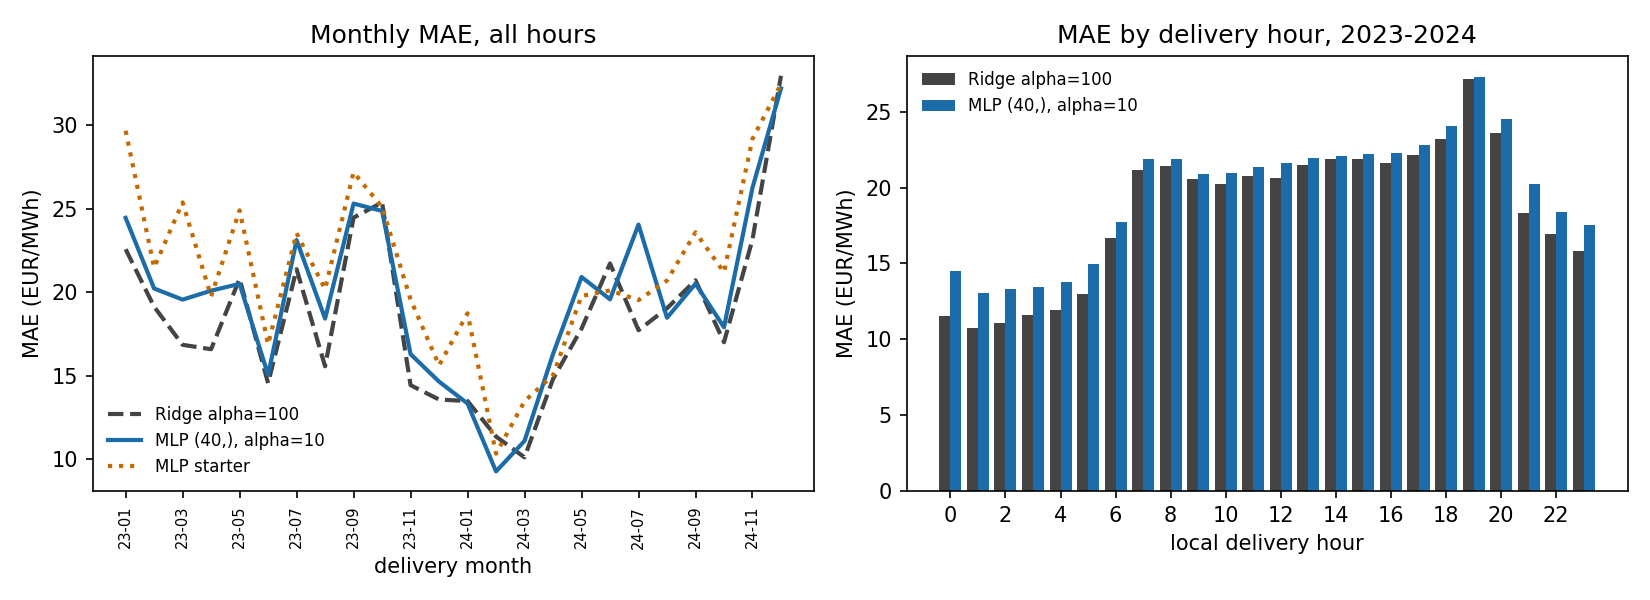 Monthly MAE, all hours
MAE (EUR/MWh)
30
25
20
15
10
Ridge alpha=100
MLP (40,), alpha=10
MLP starter
23-01
23-03
23-05
23-07
23-09
23-11
24-01
24-03
24-05
24-07
24-09
24-11
delivery month
MAE by delivery hour, 2023-2024
MAE (EUR/MWh)
25
20
15
10
5
0
Ridge alpha=100
MLP (40,), alpha=10
0 2 4 6 8 10 12 14 16 18 20 22
local delivery hour